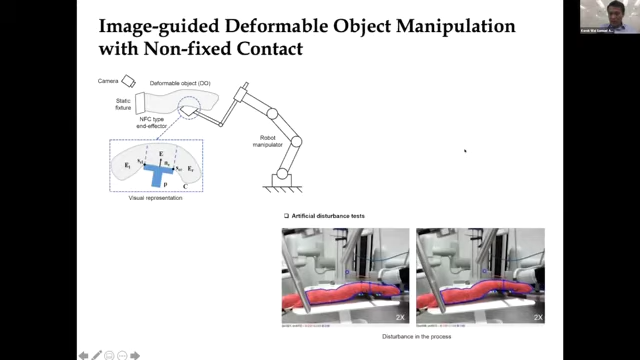 Image-guided Deformable Object Manipulation
with Non-fixed Contact
Camera
Deformable object (DO)
Static
fixture
NFC type
end-effector
Robot
manipulator
E
p
C
Visual representation
❑ Artificial disturbance tests
2X
2X
Disturbance in the process